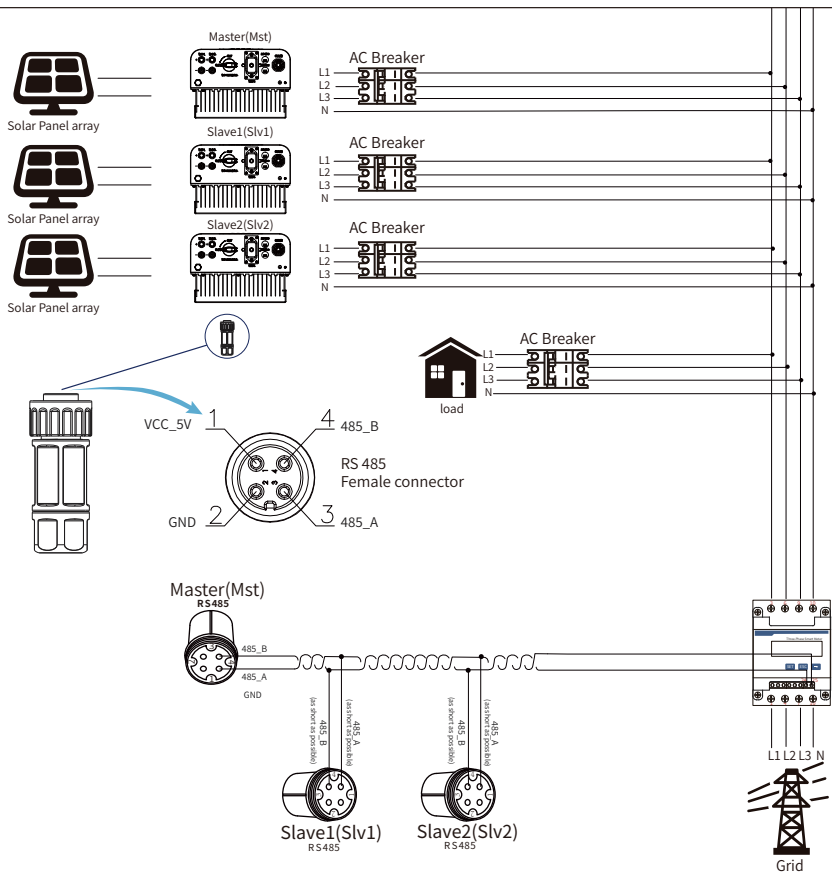 Master(Mst)
Solar Panel array
AC Breaker
L1
L2
L3
N
Slave1(Slv1)
Solar Panel array
AC Breaker
L1
L2
L3
N
Slave2(Slv2)
Solar Panel array
AC Breaker
L1
L2
L3
N
AC Breaker
L1
L2
L3
N
load
VCC_5V
1
4
485_B
RS 485
Female connector
GND
2
3
485_A
1
4
2
3
Master(Mst)
RS485
485_B
485_A
GND
485_B
(as short as possible)
485_A
(as short as possible)
485_B
(as short as possible)
485_A
(as short as possible)
Slave1(Slv1)
RS485
Slave2(Slv2)
RS485
L1 L2 L3 N
Grid